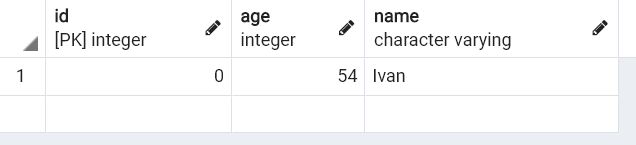 id age name
[PK] integer integer character varying
1 0 54 Ivan